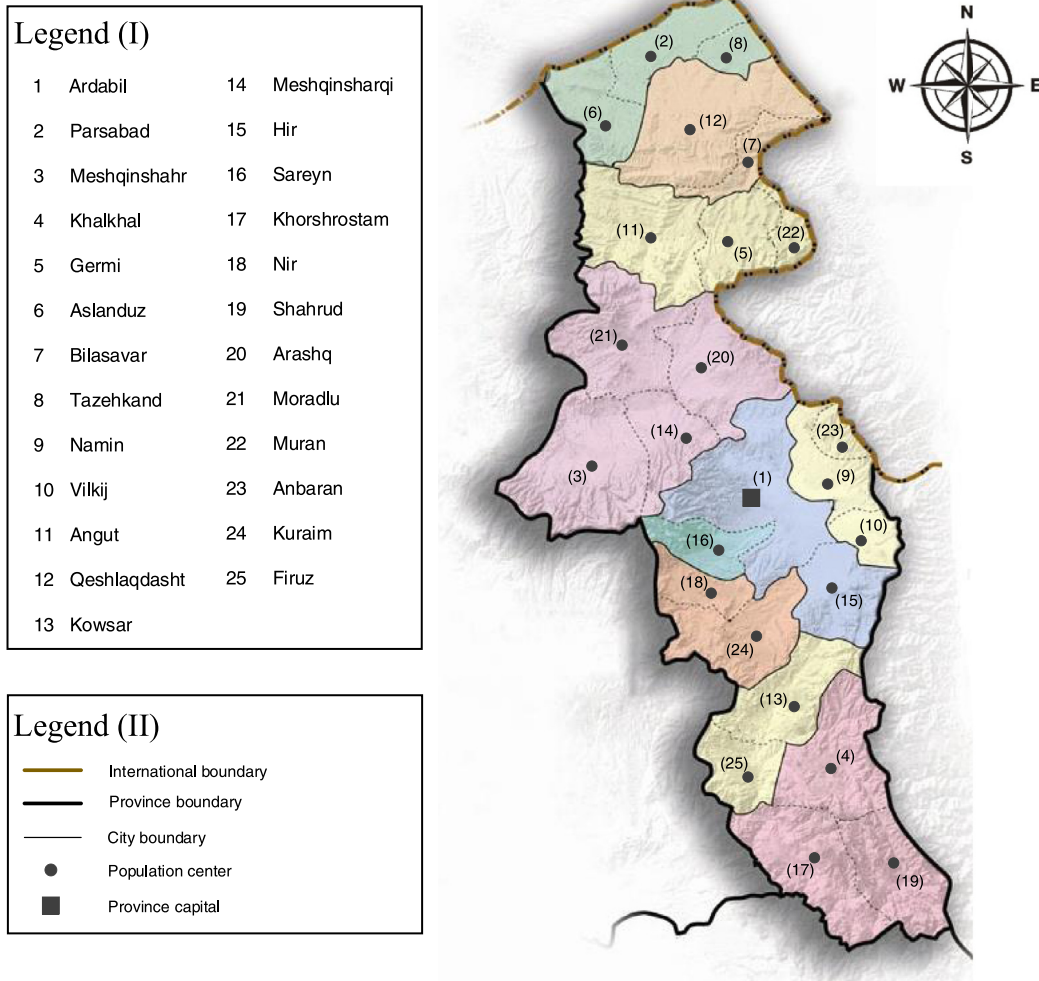 Legend (I)
1 Ardabil 14 Meshqinsharqi
2 Parsabad 15 Hir
3 Meshqinshahr 16 Sareyn
4 Khalkhal 17 Khorshrostam
5 Germi 18 Nir
6 Aslanduz 19 Shahrud
7 Bilasavar 20 Arashq
8 Tazehkand 21 Moradlu
9 Namin 22 Muran
10 Vilkij 23 Anbaran
11 Angut 24 Kuraim
12 Qeshlaqdasht 25 Firuz
13 Kowsar
Legend (II)
International boundary
Province boundary
City boundary
Population center
Province capital
N
W E
S
(2)
(8)
(6)
(12)
(7)
(11)
(5)
(22)
(21)
(20)
(14)
(23)
(3)
(1)
(9)
(10)
(16)
(18)
(15)
(24)
(13)
(25)
(4)
(17)
(19)